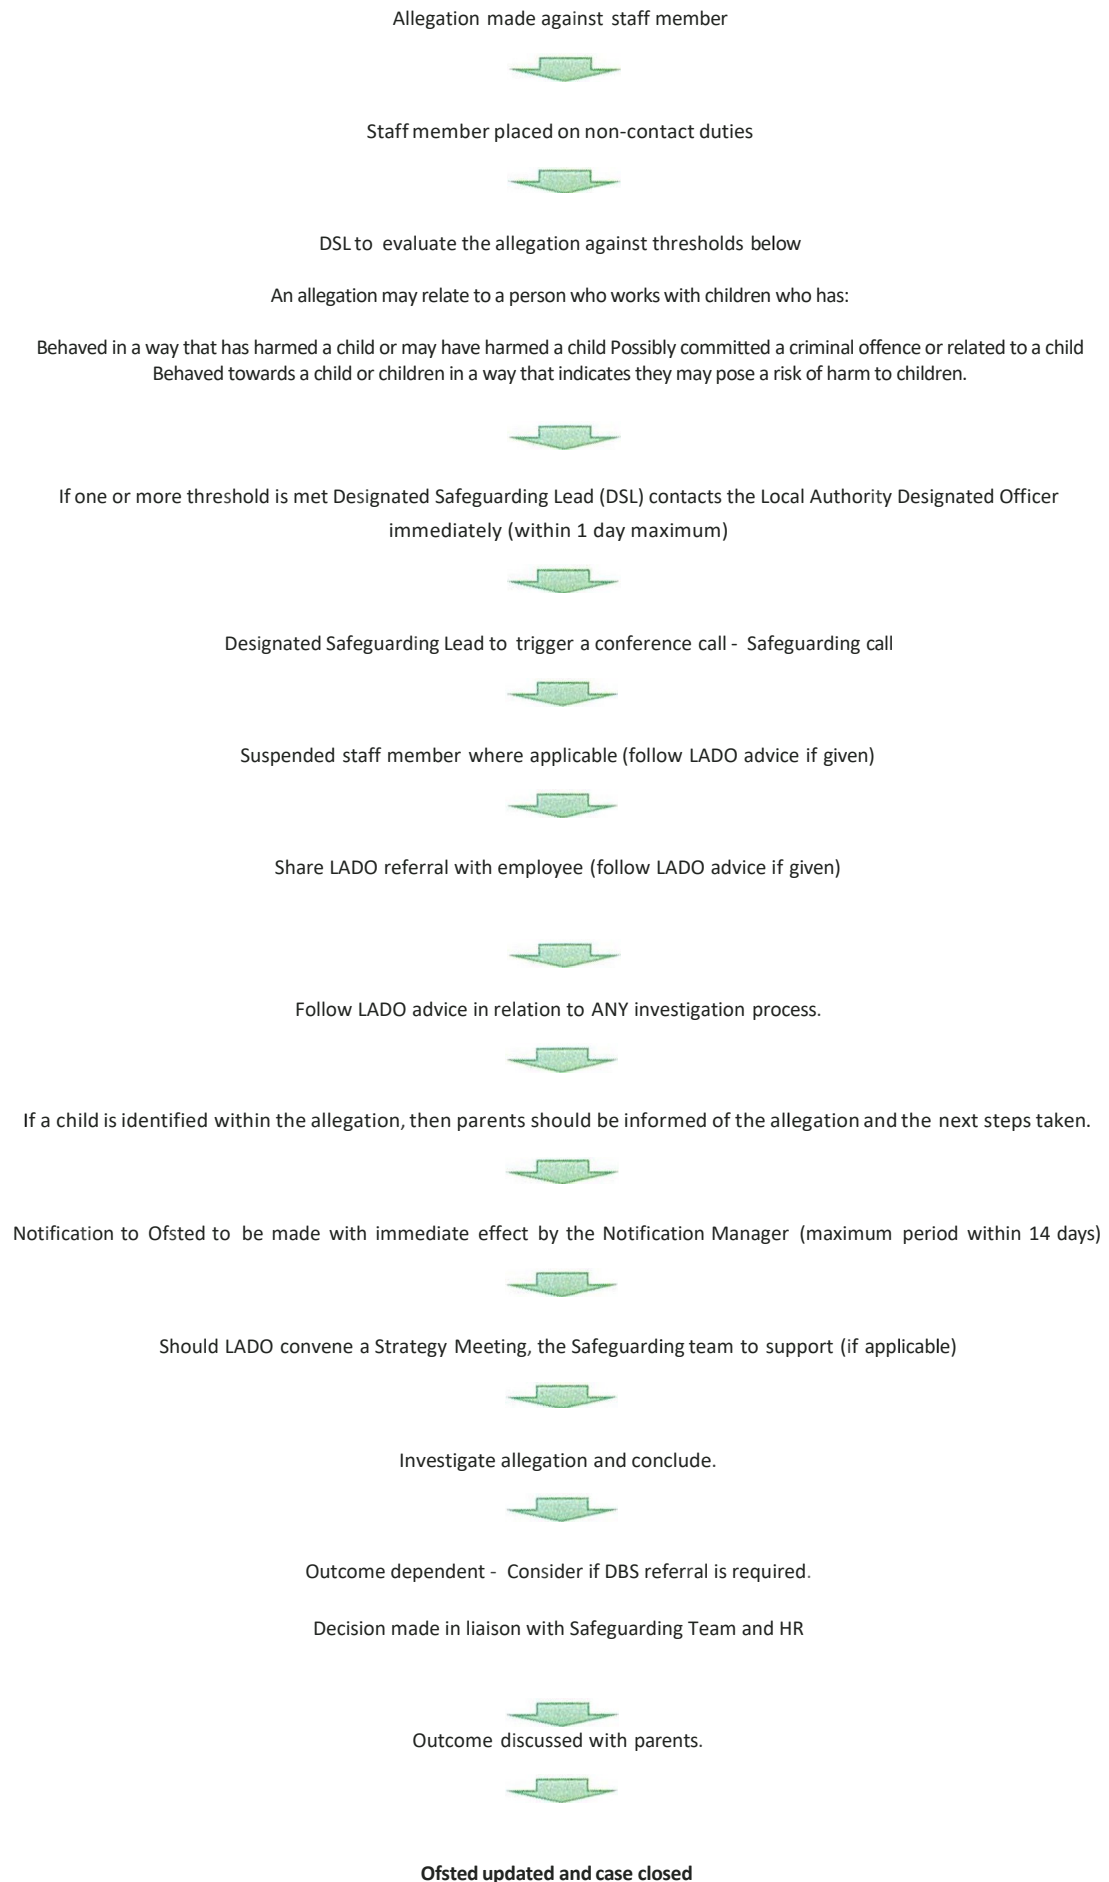 Allegation made against staff member
Staff member placed on non-contact duties
DSL to evaluate the allegation against thresholds below
An allegation may relate to a person who works with children who has:
Behaved in a way that has harmed a child or may have harmed a child Possibly committed a criminal offence or related to a child
Behaved towards a child or children in a way that indicates they may pose a risk of harm to children.
If one or more threshold is met Designated Safeguarding Lead (DSL) contacts the Local Authority Designated Officer
immediately (within 1 day maximum)
Designated Safeguarding Lead to trigger a conference call - Safeguarding call
Suspended staff member where applicable (follow LADO advice if given)
Share LADO referral with employee (follow LADO advice if given)
Follow LADO advice in relation to ANY investigation process.
If a child is identified within the allegation, then parents should be informed of the allegation and the next steps taken.
Notification to Ofsted to be made with immediate effect by the Notification Manager (maximum period within 14 days)
Should LADO convene a Strategy Meeting, the Safeguarding team to support (if applicable)
Investigate allegation and conclude.
Outcome dependent - Consider if DBS referral is required.
Decision made in liaison with Safeguarding Team and HR
Outcome discussed with parents.
Ofsted updated and case closed